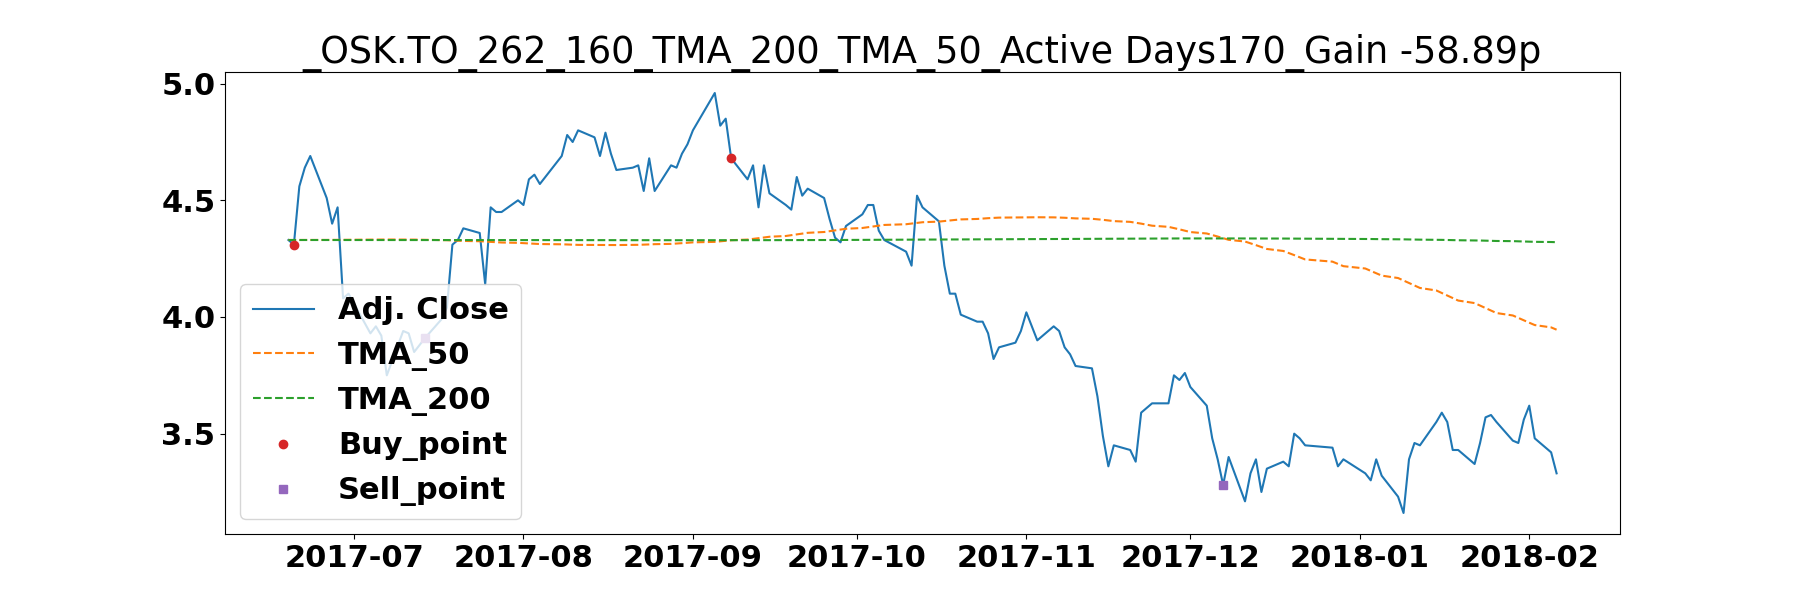 _OSK.TO_262_160_TMA_200_TMA_50_Active Days170_Gain -58.89p
5.0
4.5
4.0
3.5
Adj. Close
TMA_50
TMA_200
Buy_point
Sell_point
2017-07 2017-08 2017-09 2017-10 2017-11 2017-12 2018-01 2018-02